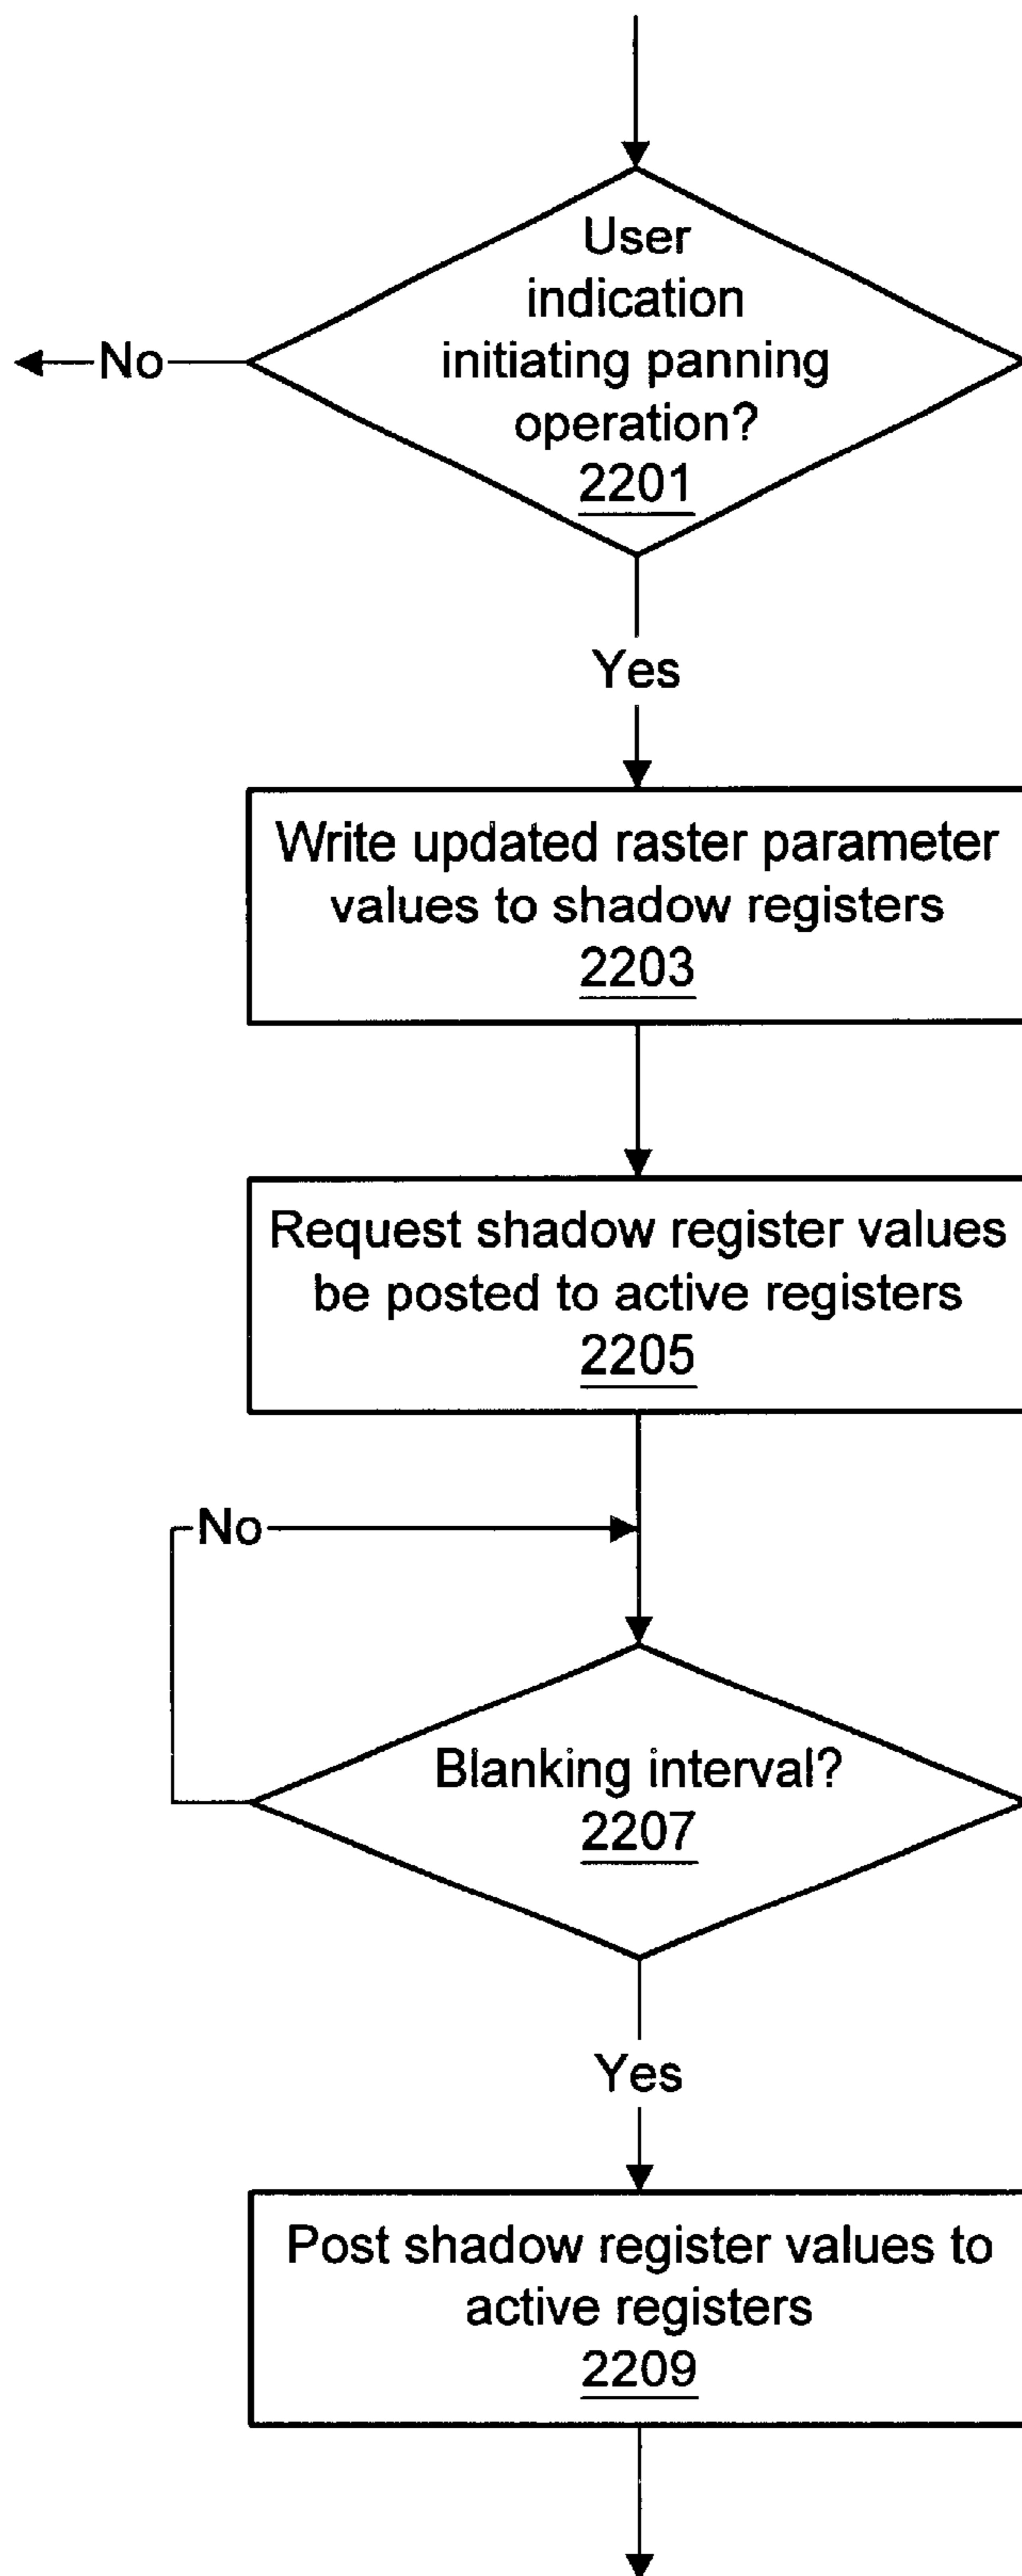 User
indication
initiating panning
operation?
2201
No
Yes
Write updated raster parameter
values to shadow registers
2203
Request shadow register values
be posted to active registers
2205
No
Blanking interval?
2207
Yes
Post shadow register values to
active registers
2209